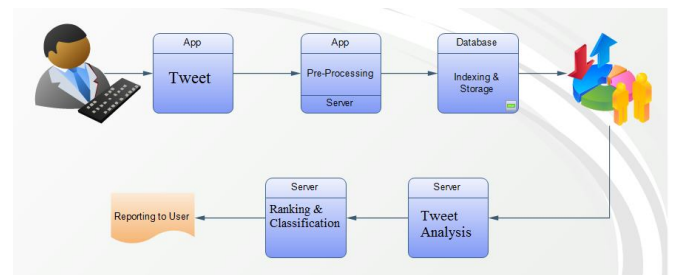 App
Tweet
App
Pre-Processing
Server
Database
Indexing &
Storage
Reporting to User
Server
Ranking &
Classification
Server
Tweet
Analysis